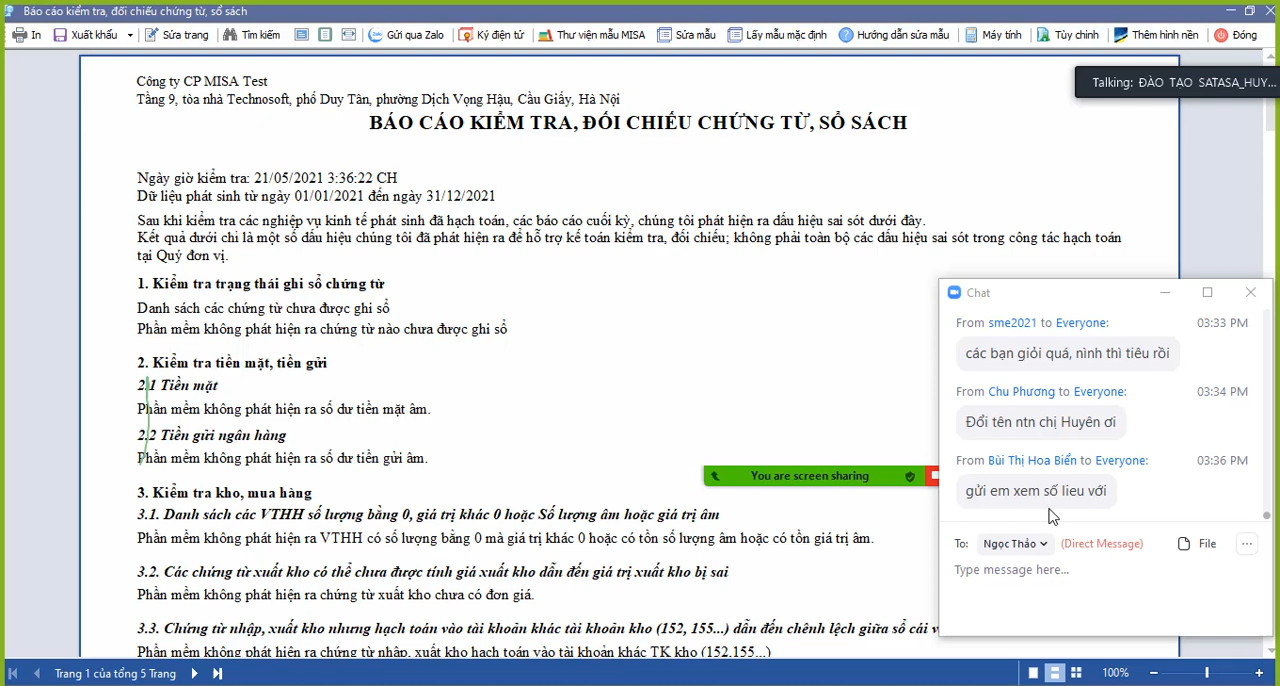 Báo cáo kiểm tra, đối chiếu chứng từ, sổ sách
In Xuất khẩu Sửa trang Tìm kiếm Gửi qua Zalo Ký điện tử Thư viện mẫu MISA Sửa mẫu Lấy mẫu mặc định Hướng dẫn sửa mẫu Máy tính Tùy chỉnh Thêm hình nền Đóng
Talking: ĐÀO TẠO SATASA_HUY...
Công ty CP MISA Test
Tầng 9, tòa nhà Technosoft, phố Duy Tân, phường Dịch Vọng Hậu, Cầu Giấy, Hà Nội
BÁO CÁO KIỂM TRA, ĐỐI CHIẾU CHỨNG TỪ, SỔ SÁCH
Ngày giờ kiểm tra: 21/05/2021 3:36:22 CH
Dữ liệu phát sinh từ ngày 01/01/2021 đến ngày 31/12/2021
Sau khi kiểm tra các nghiệp vụ kinh tế phát sinh đã hạch toán, các báo cáo cuối kỳ, chúng tôi phát hiện ra dấu hiệu sai sót dưới đây.
Kết quả dưới chỉ là một số dấu hiệu chúng tôi đã phát hiện ra để hỗ trợ kế toán kiểm tra, đối chiếu; không phải toàn bộ các dấu hiệu sai sót trong công tác hạch toán
tại Quý đơn vị.
1. Kiểm tra trạng thái ghi sổ chứng từ
Danh sách các chứng từ chưa được ghi sổ
Phần mềm không phát hiện ra chứng từ nào chưa được ghi sổ
2. Kiểm tra tiền mặt, tiền gửi
2.1 Tiền mặt
Phần mềm không phát hiện ra số dư tiền mặt âm.
2.2 Tiền gửi ngân hàng
Phần mềm không phát hiện ra số dư tiền gửi âm.
3. Kiểm tra kho, mua hàng
3.1. Danh sách các VTHH số lượng bằng 0, giá trị khác 0 hoặc Số lượng âm hoặc giá trị âm
Phần mềm không phát hiện ra VTHH có số lượng bằng 0 mà giá trị khác 0 hoặc có tồn số lượng âm hoặc có tồn giá trị âm.
3.2. Các chứng từ xuất kho có thể chưa được tính giá xuất kho dẫn đến giá trị xuất kho bị sai
Phần mềm không phát hiện ra chứng từ xuất kho chưa có đơn giá.
3.3. Chứng từ nhập, xuất kho nhưng hạch toán vào tài khoản khác tài khoản kho (152, 155...) dẫn đến chênh lệch giữa sổ cái v
Phần mềm không phát hiện ra chứng từ nhập, xuất kho hạch toán vào tài khoản khác TK kho (152,155...)
You are screen sharing
Chat
From sme2021 to Everyone: 03:33 PM
các bạn giỏi quá, nình thì tiêu rồi
From Chu Phương to Everyone: 03:34 PM
Đổi tên ntn chị Huyên ơi
From Bùi Thị Hoa Biển to Everyone: 03:36 PM
gửi em xem số lieu với
To: Ngọc Thảo (Direct Message) File
Type message here...
Trang 1 của tổng 5 Trang
100%